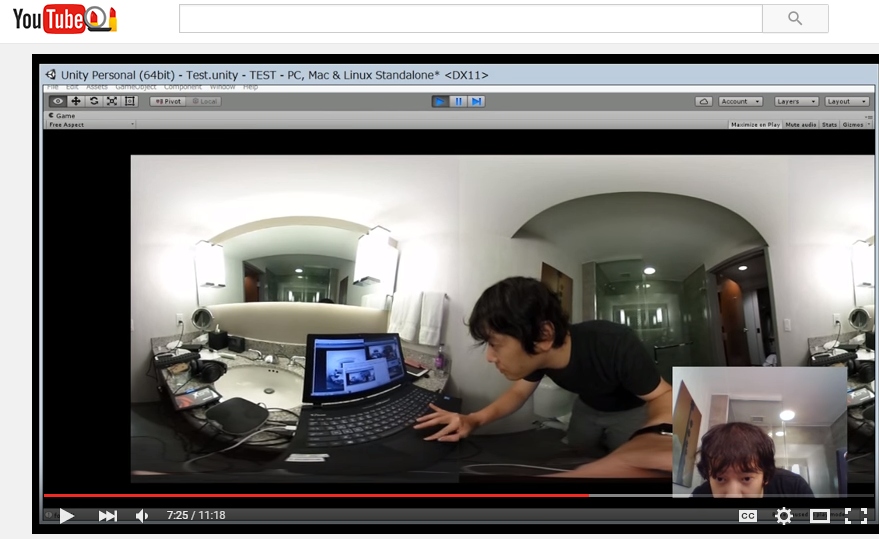 YouTube
Unity Personal (64bit) - Test.unity - TEST - PC, Mac & Linux Standalone* <DX11>
File Edit Assets GameObject Component Window Help
Pivot Local Account Layers Layout
Game
Free Aspect Maximize on Play Mute audio Stats Gizmos
7:25 / 11:18 CC